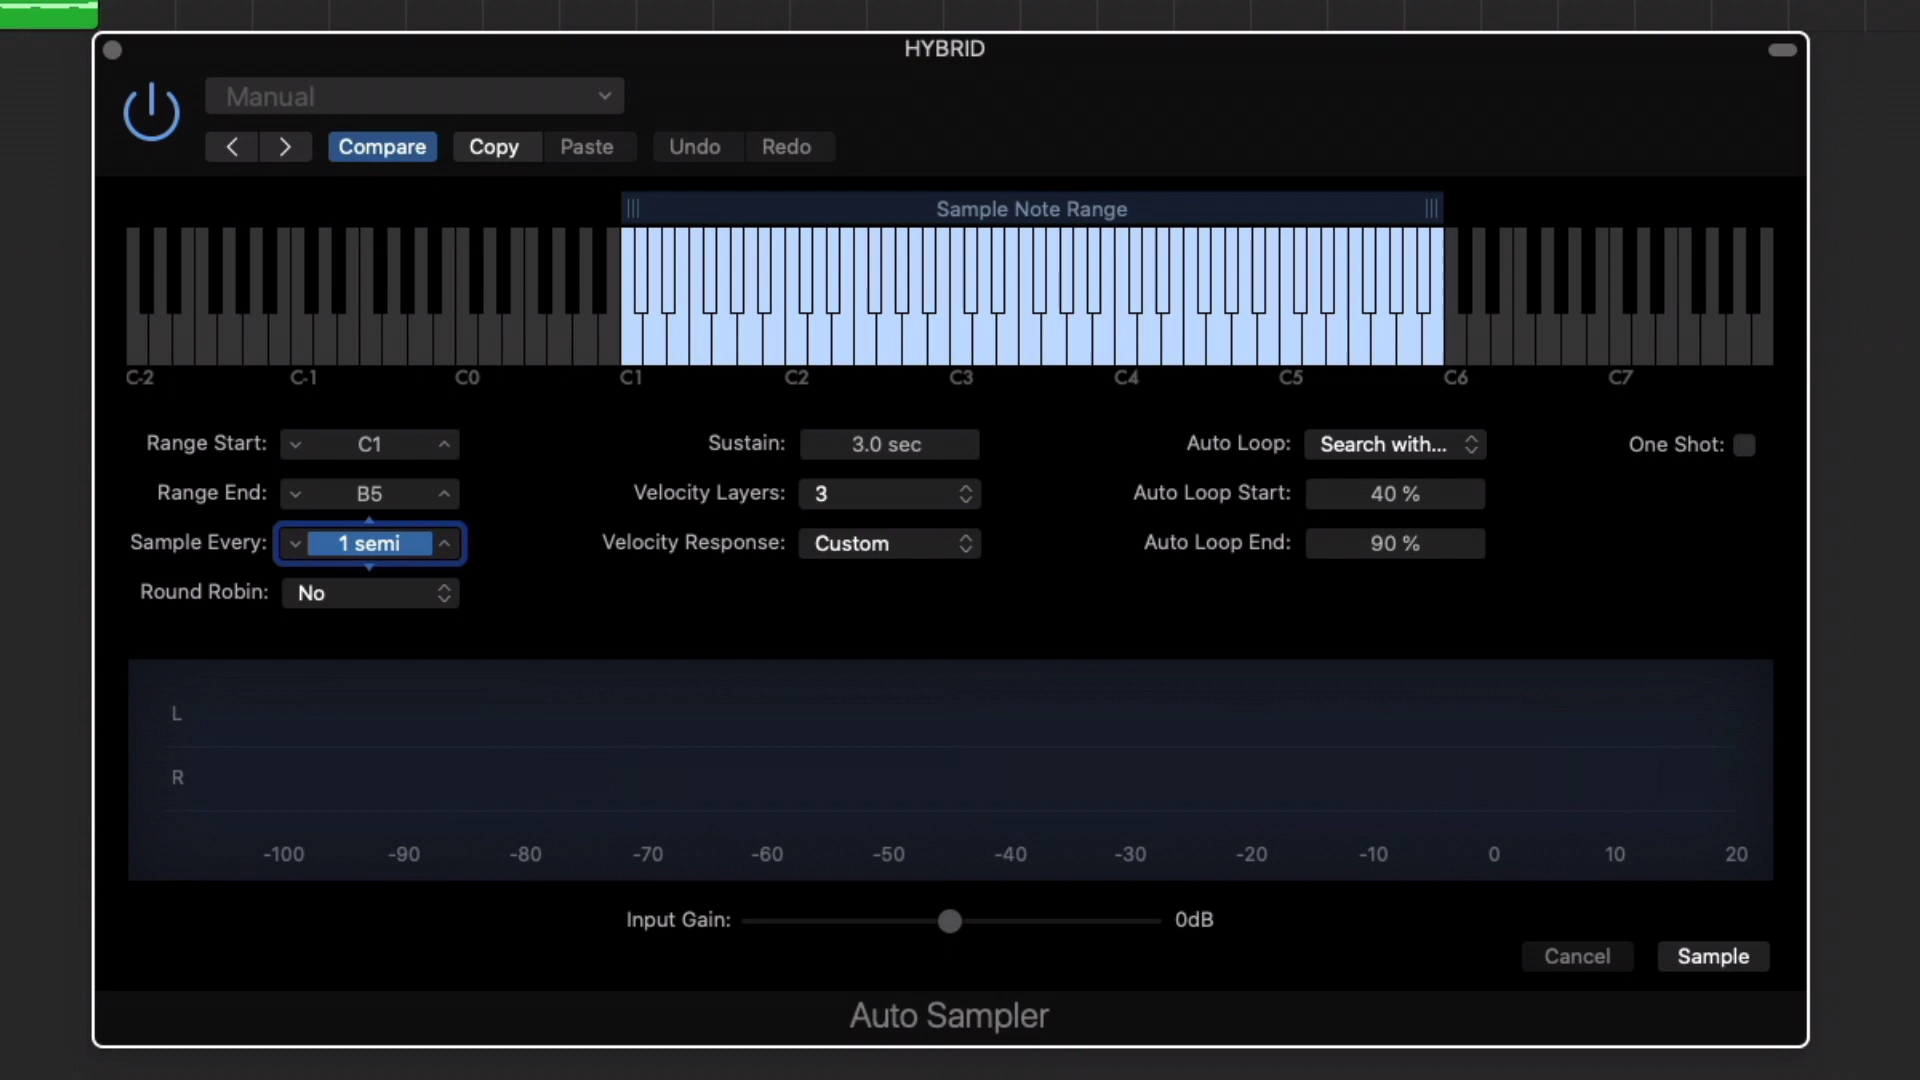 HYBRID
Manual
Compare Copy Paste Undo Redo
Sample Note Range
C-2 C-1 C0 C1 C2 C3 C4 C5 C6 C7
Range Start: C1 Sustain: 3.0 sec Auto Loop: Search with... One Shot:
Range End: B5 Velocity Layers: 3 Auto Loop Start: 40 %
Sample Every: 1 semi Velocity Response: Custom Auto Loop End: 90 %
Round Robin: No
L
R
-100 -90 -80 -70 -60 -50 -40 -30 -20 -10 0 10 20
Input Gain: 0dB
Cancel Sample
Auto Sampler